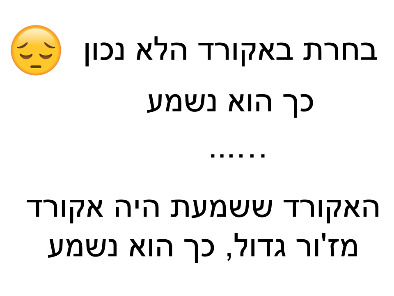 בחרת באקורד הלא נכון
כך הוא נשמע
......
האקורד ששמעת היה אקורד
מז'ור גדול, כך הוא נשמע